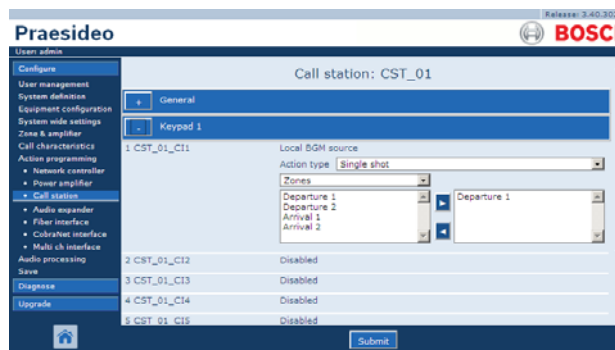 Release: 3.40.302
Praesideo
BOSCH
User: admin
Configure
User management
System definition
Equipment configuration
System wide settings
Zone & amplifier
Call characteristics
Action programming
• Network controller
• Power amplifier
• Call station
• Audio expander
• Fiber interface
• CobraNet interface
• Multi ch interface
Audio processing
Save
Diagnose
Upgrade
Call station: CST_01
+ General
- Keypad 1
1 CST_01_CI1 Local BGM source
Action type Single shot
Zones
Departure 1
Departure 2
Arrival 1
Arrival 2
Departure 1
2 CST_01_CI2 Disabled
3 CST_01_CI3 Disabled
4 CST_01_CI4 Disabled
5 CST_01_CI5 Disabled
Submit